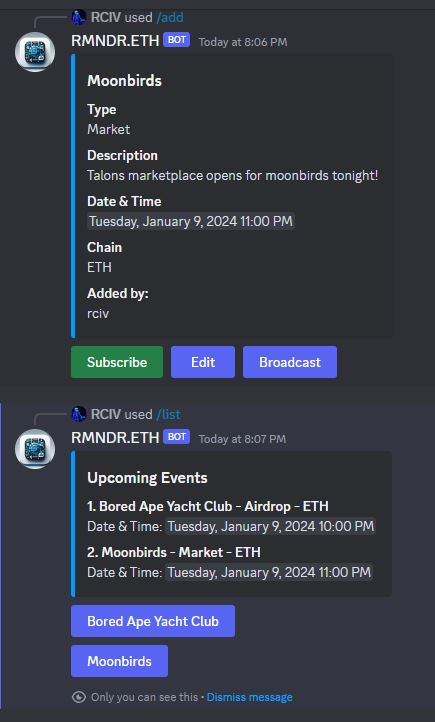 RCIV used /add
RMNDR.ETH BOT Today at 8:06 PM
Moonbirds
Type
Market
Description
Talons marketplace opens for moonbirds tonight!
Date & Time
Tuesday, January 9, 2024 11:00 PM
Chain
ETH
Added by:
rciv
Subscribe Edit Broadcast
RCIV used /list
RMNDR.ETH BOT Today at 8:07 PM
Upcoming Events
1. Bored Ape Yacht Club - Airdrop - ETH
Date & Time: Tuesday, January 9, 2024 10:00 PM
2. Moonbirds - Market - ETH
Date & Time: Tuesday, January 9, 2024 11:00 PM
Bored Ape Yacht Club
Moonbirds
Only you can see this • Dismiss message